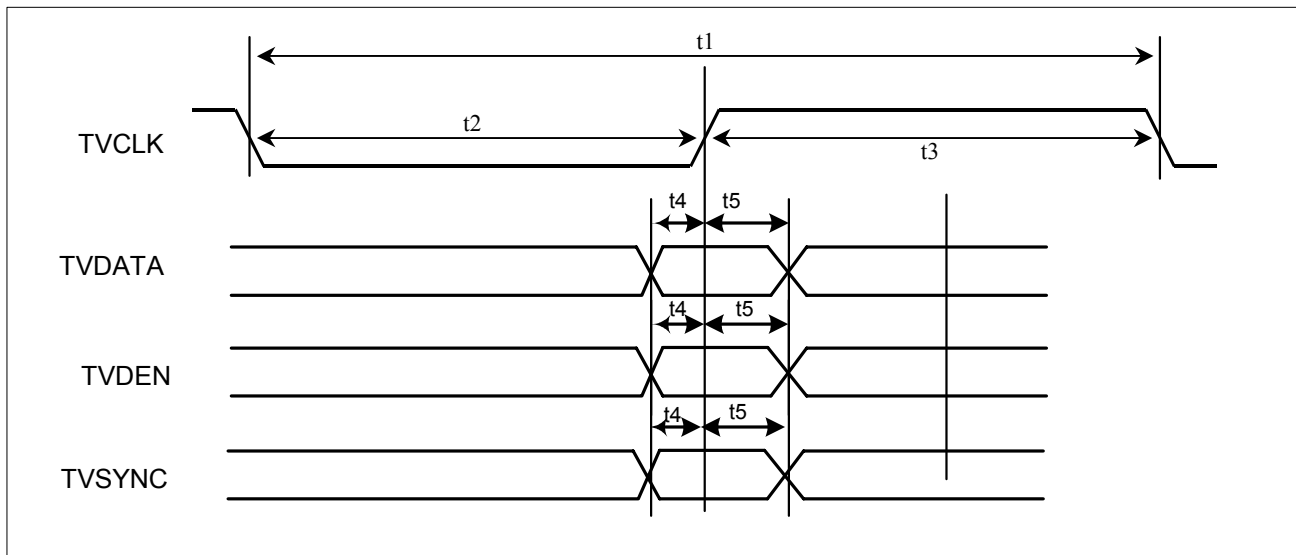 t1
TVCLK
t2
t3
t4 t5
TVDATA
t4 t5
TVDEN
t4 t5
TVSYNC